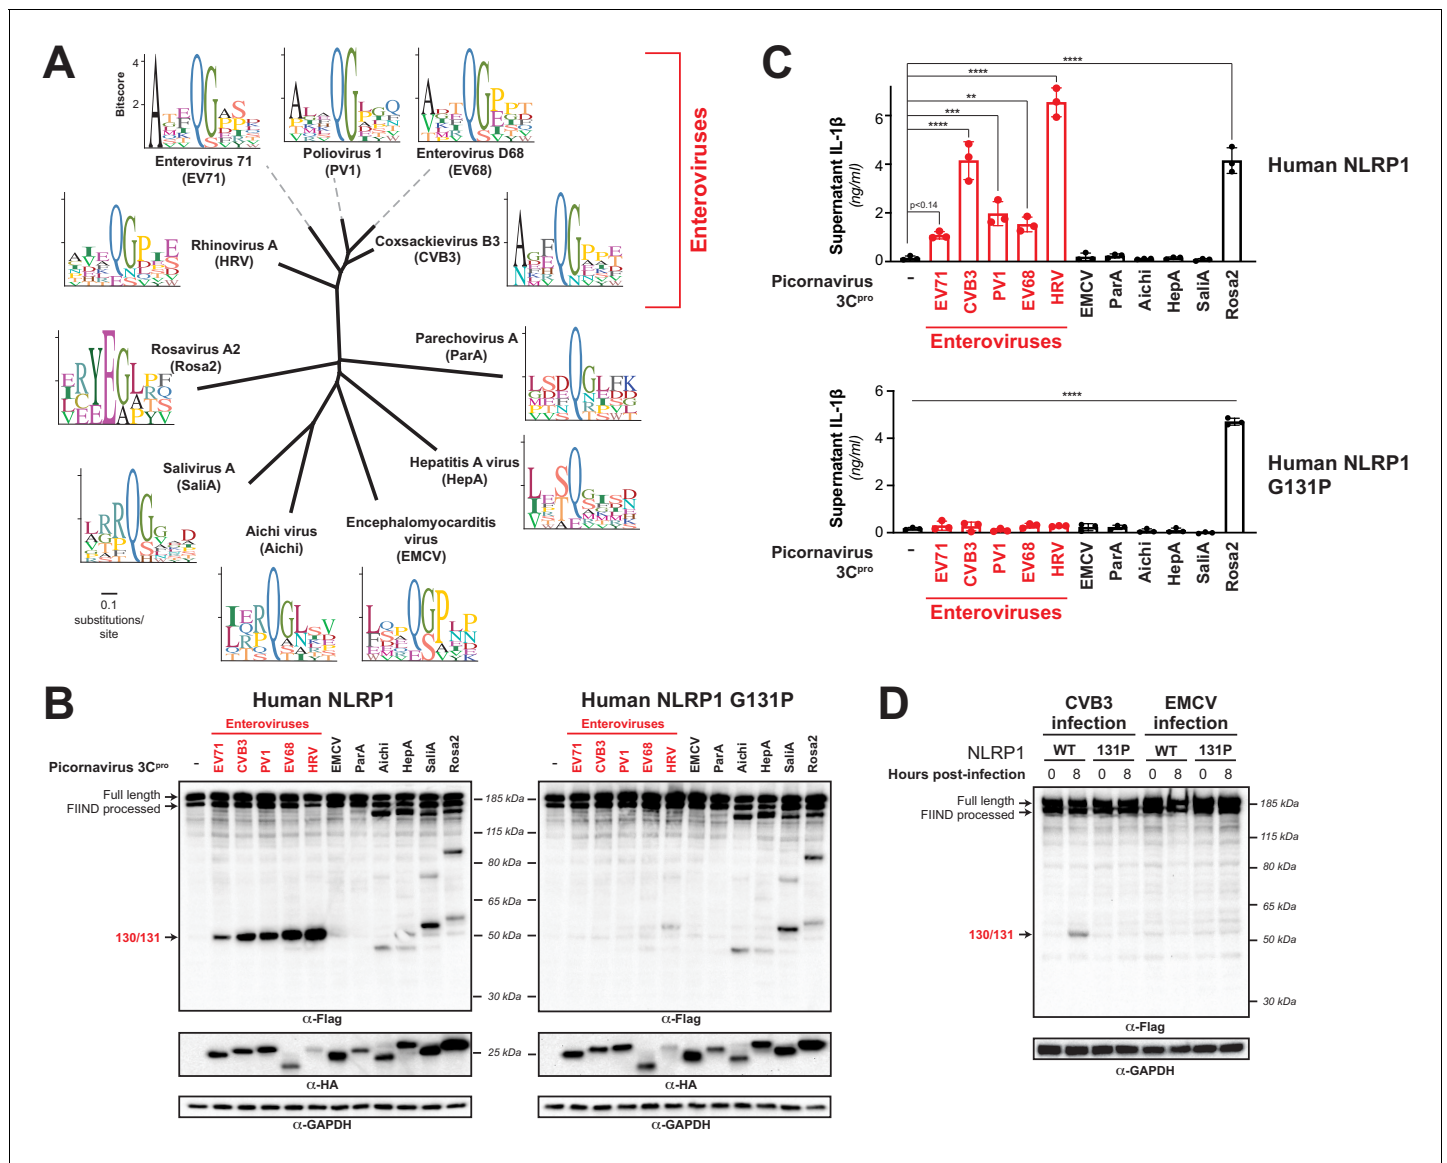 A
Bitscore
4
2
Enterovirus 71
(EV71)
Poliovirus 1
(PV1)
Enterovirus D68
(EV68)
Enteroviruses
Rhinovirus A
(HRV)
Coxsackievirus B3
(CVB3)
Rosavirus A2
(Rosa2)
Parechovirus A
(ParA)
Salivirus A
(SaliA)
Hepatitis A virus
(HepA)
Aichi virus
(Aichi)
Encephalomyocarditis
virus
(EMCV)
0.1
substitutions/
site
C
Supernatant IL-1β
(ng/ml)
6
4
2
0
****
****
**
***
****
p<0.14
Human NLRP1
Picornavirus
3Cpro
– EV71 CVB3 PV1 EV68 HRV EMCV ParA Aichi HepA SaliA Rosa2
Enteroviruses
Supernatant IL-1β
(ng/ml)
6
4
2
0
****
Human NLRP1
G131P
Picornavirus
3Cpro
– EV71 CVB3 PV1 EV68 HRV EMCV ParA Aichi HepA SaliA Rosa2
Enteroviruses
B
Human NLRP1
Enteroviruses
Picornavirus 3Cpro
– EV71 CVB3 PV1 EV68 HRV EMCV ParA Aichi HepA SaliA Rosa2
Full length
FIIND processed
130/131
185 kDa
115 kDa
80 kDa
65 kDa
50 kDa
30 kDa
α-Flag
25 kDa
α-HA
α-GAPDH
Human NLRP1 G131P
Enteroviruses
– EV71 CVB3 PV1 EV68 HRV EMCV ParA Aichi HepA SaliA Rosa2
α-Flag
α-HA
α-GAPDH
D
CVB3 infection
EMCV infection
NLRP1 WT 131P WT 131P
Hours post-infection 0 8 0 8 0 8 0 8
Full length
FIIND processed
130/131
185 kDa
115 kDa
80 kDa
65 kDa
50 kDa
30 kDa
α-Flag
α-GAPDH